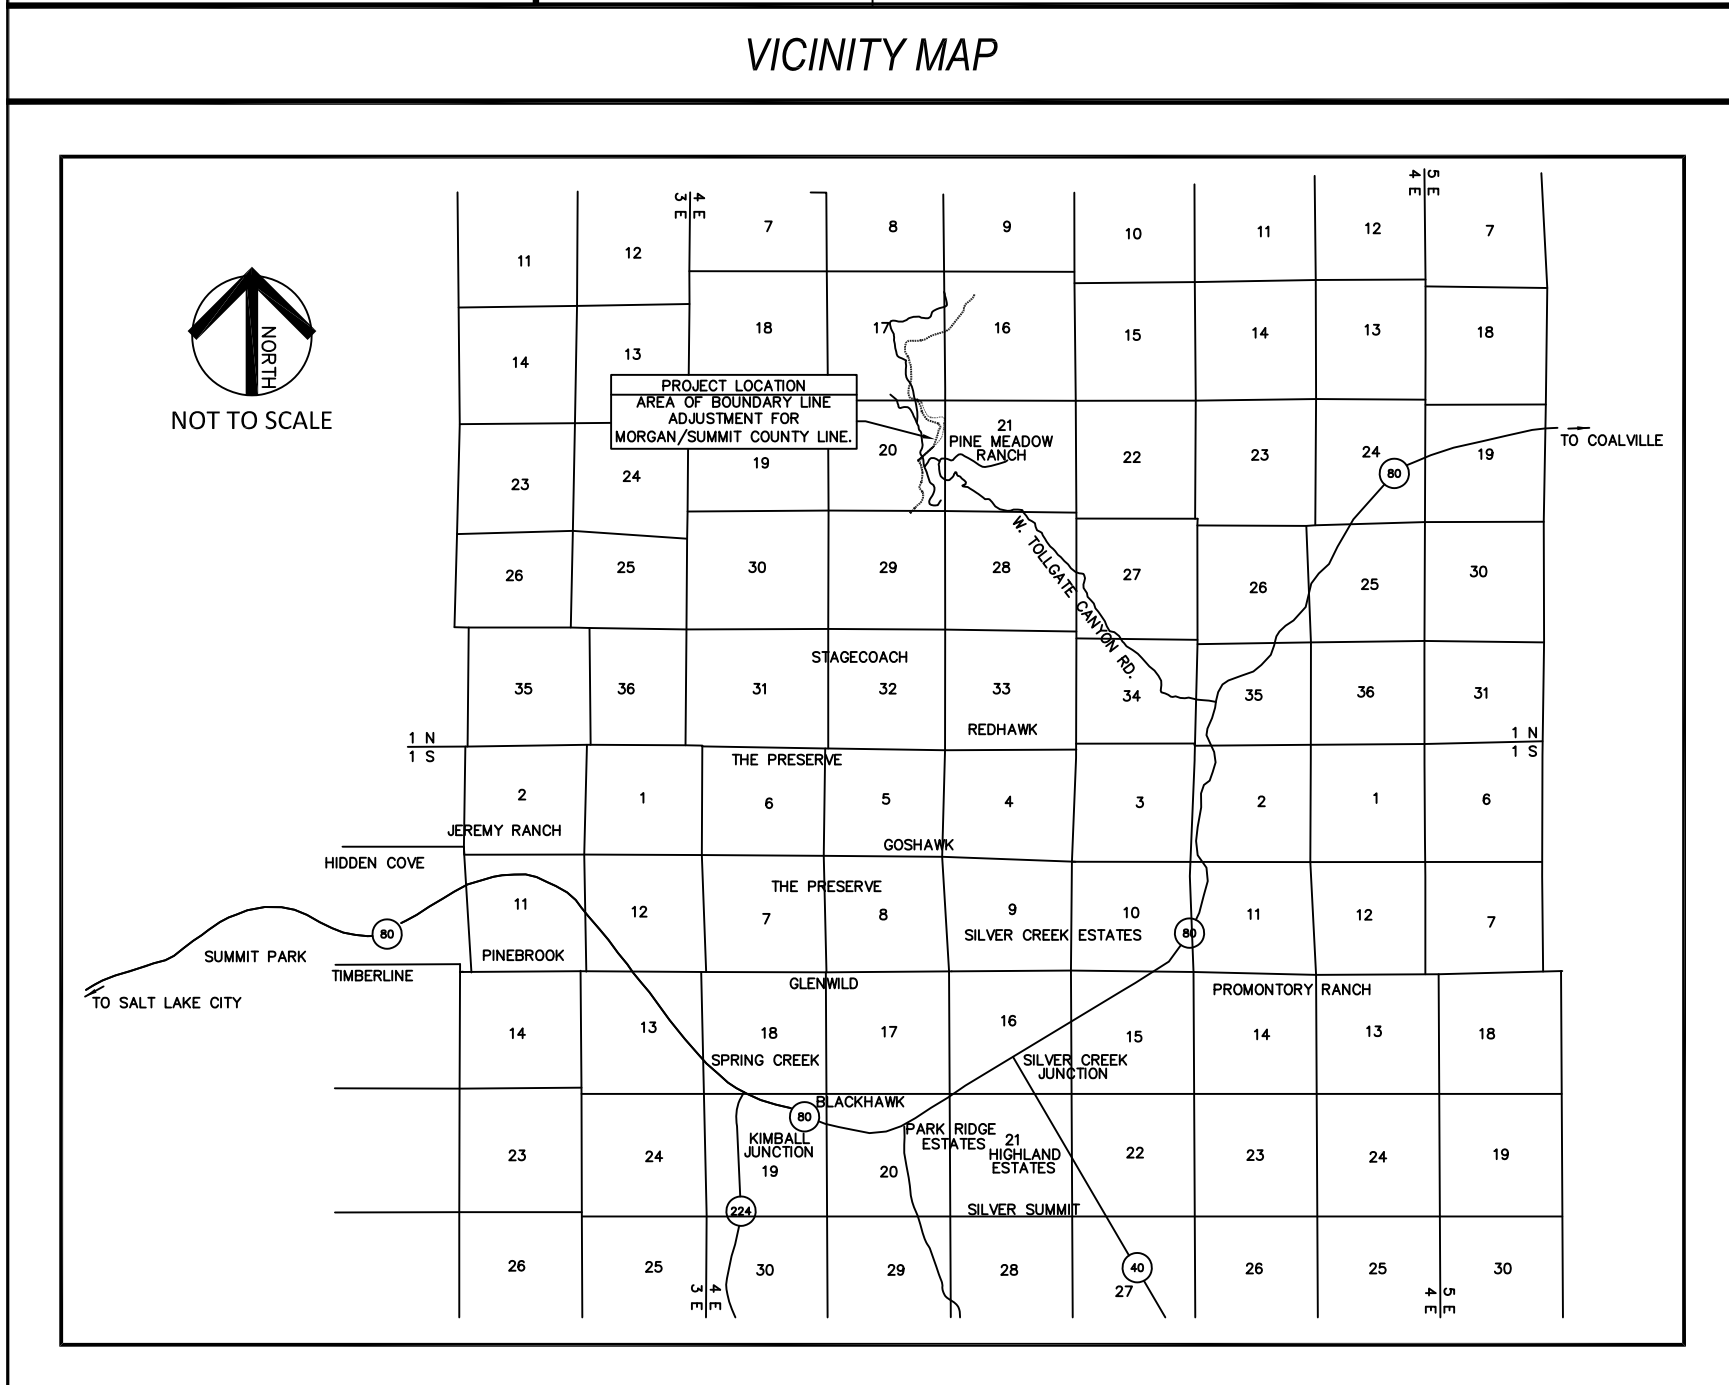 VICINITY MAP
NORTH
NOT TO SCALE
3 E
4 E
4 E
5 E
11
12
7
8
9
10
11
12
7
14
13
18
17
16
15
14
13
18
PROJECT LOCATION
AREA OF BOUNDARY LINE
ADJUSTMENT FOR
MORGAN/SUMMIT COUNTY LINE.
23
24
19
20
21
PINE MEADOW
RANCH
22
23
24
80
19
TO COALVILLE
W. TOLLGATE CANYON RD.
26
25
30
29
28
27
26
25
30
STAGECOACH
35
36
31
32
33
34
35
36
31
REDHAWK
1 N
1 S
1 N
1 S
THE PRESERVE
2
1
6
5
4
3
2
1
6
JEREMY RANCH
GOSHAWK
HIDDEN COVE
THE PRESERVE
11
12
7
8
9
10
11
12
7
80
SILVER CREEK ESTATES
80
SUMMIT PARK
PINEBROOK
TIMBERLINE
GLENWILD
PROMONTORY RANCH
TO SALT LAKE CITY
14
13
18
17
16
15
14
13
18
SPRING CREEK
SILVER CREEK
JUNCTION
BLACKHAWK
80
KIMBALL
JUNCTION
PARK RIDGE
ESTATES
23
24
19
20
21
HIGHLAND
ESTATES
22
23
24
19
224
SILVER SUMMIT
26
25
30
29
28
40
27
26
25
30
3 E
4 E
4 E
5 E